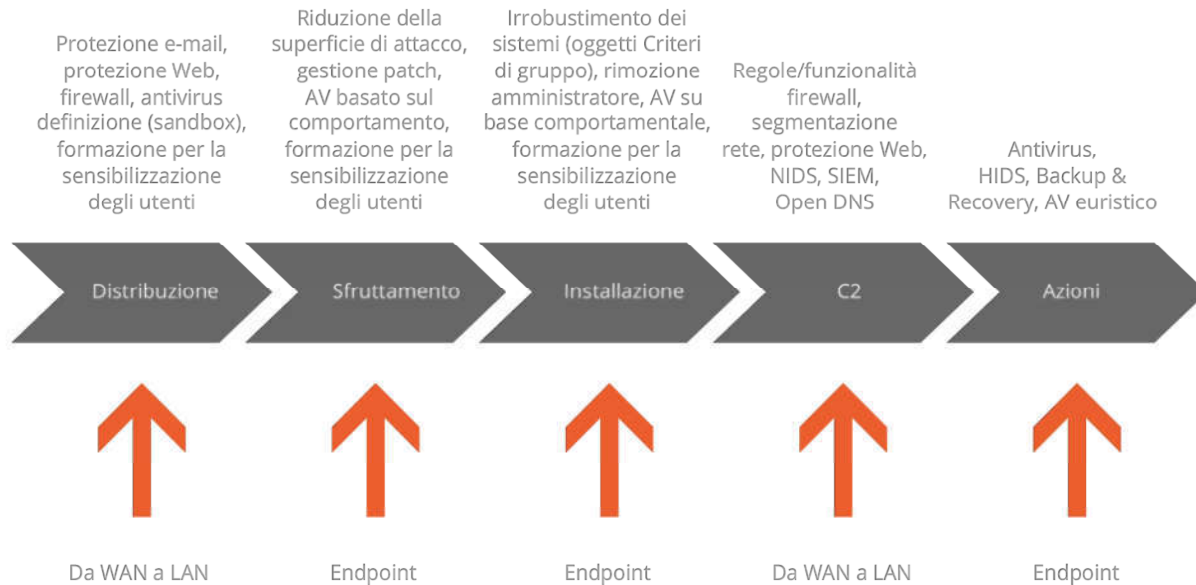 Protezione e-mail,
protezione Web,
firewall, antivirus
definizione (sandbox),
formazione per la
sensibilizzazione
degli utenti
Riduzione della
superficie di attacco,
gestione patch,
AV basato sul
comportamento,
formazione per la
sensibilizzazione
degli utenti
Irrobustimento dei
sistemi (oggetti Criteri
di gruppo), rimozione
amministratore, AV su
base comportamentale,
formazione per la
sensibilizzazione
degli utenti
Regole/funzionalità
firewall,
segmentazione
rete, protezione Web,
NIDS, SIEM,
Open DNS
Antivirus,
HIDS, Backup &
Recovery, AV euristico
Distribuzione
Sfruttamento
Installazione
C2
Azioni
Da WAN a LAN
Endpoint
Endpoint
Da WAN a LAN
Endpoint